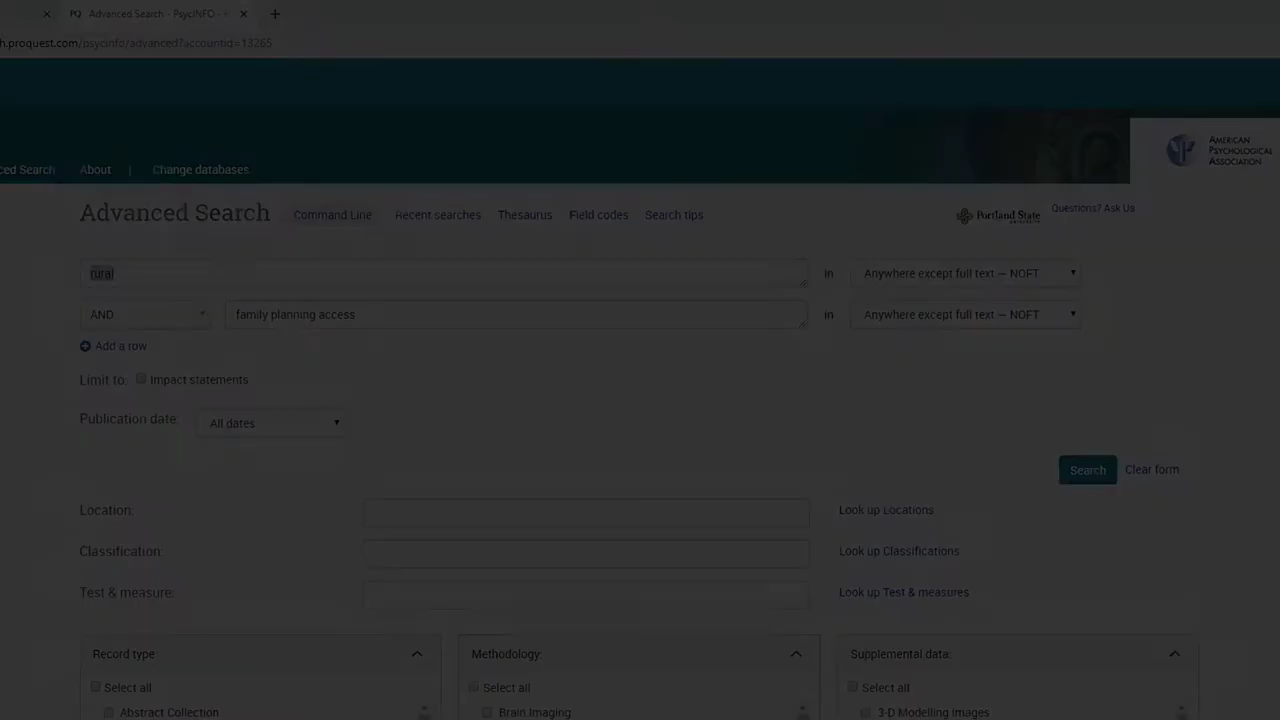 PQ Advanced Search - PsycINFO -
h.proquest.com/psycinfo/advanced?accountid=13265
ced Search About | Change databases
AMERICAN
PSYCHOLOGICAL
ASSOCIATION
Advanced Search Command Line Recent searches Thesaurus Field codes Search tips
Portland State
UNIVERSITY
Questions? Ask Us
rural in Anywhere except full text — NOFT
AND family planning access in Anywhere except full text — NOFT
Add a row
Limit to: Impact statements
Publication date: All dates
Search Clear form
Location: Look up Locations
Classification: Look up Classifications
Test & measure: Look up Test & measures
Record type: Methodology: Supplemental data:
Select all Select all Select all
Abstract Collection Brain Imaging 3-D Modelling Images